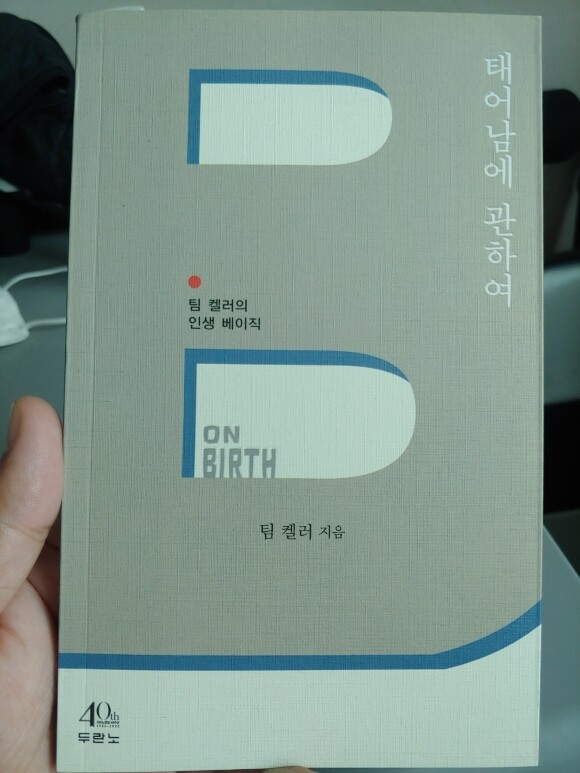 태어남에 관하여
팀 켈러의
인생 베이직
ON
BIRTH
팀 켈러 지음
40th
두란노